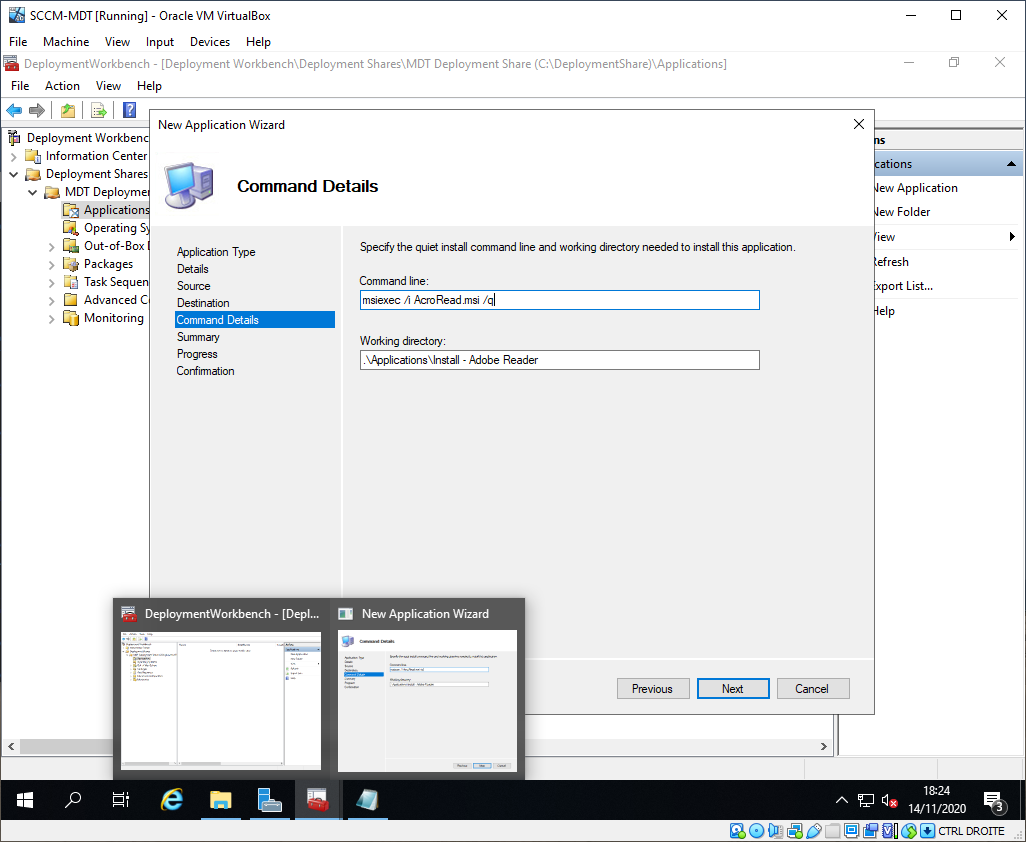 SCCM-MDT [Running] - Oracle VM VirtualBox
File Machine View Input Devices Help
DeploymentWorkbench - [Deployment Workbench\Deployment Shares\MDT Deployment Share (C:\DeploymentShare)\Applications]
File Action View Help
New Application Wizard
Command Details
Deployment Workbenc
Information Center
Deployment Shares
MDT Deployme
Applications
Operating Sy
Out-of-Box
Packages
Task Sequen
Advanced C
Monitoring
Application Type
Details
Source
Destination
Command Details
Summary
Progress
Confirmation
Specify the quiet install command line and working directory needed to install this application.
Command line:
msiexec /i AcroRead.msi /q
Working directory:
.\Applications\Install - Adobe Reader
Previous Next Cancel
ns
cations
New Application
New Folder
View
Refresh
Export List...
Help
DeploymentWorkbench - [Depl...
New Application Wizard
Command Details
18:24
14/11/2020
3
CTRL DROITE